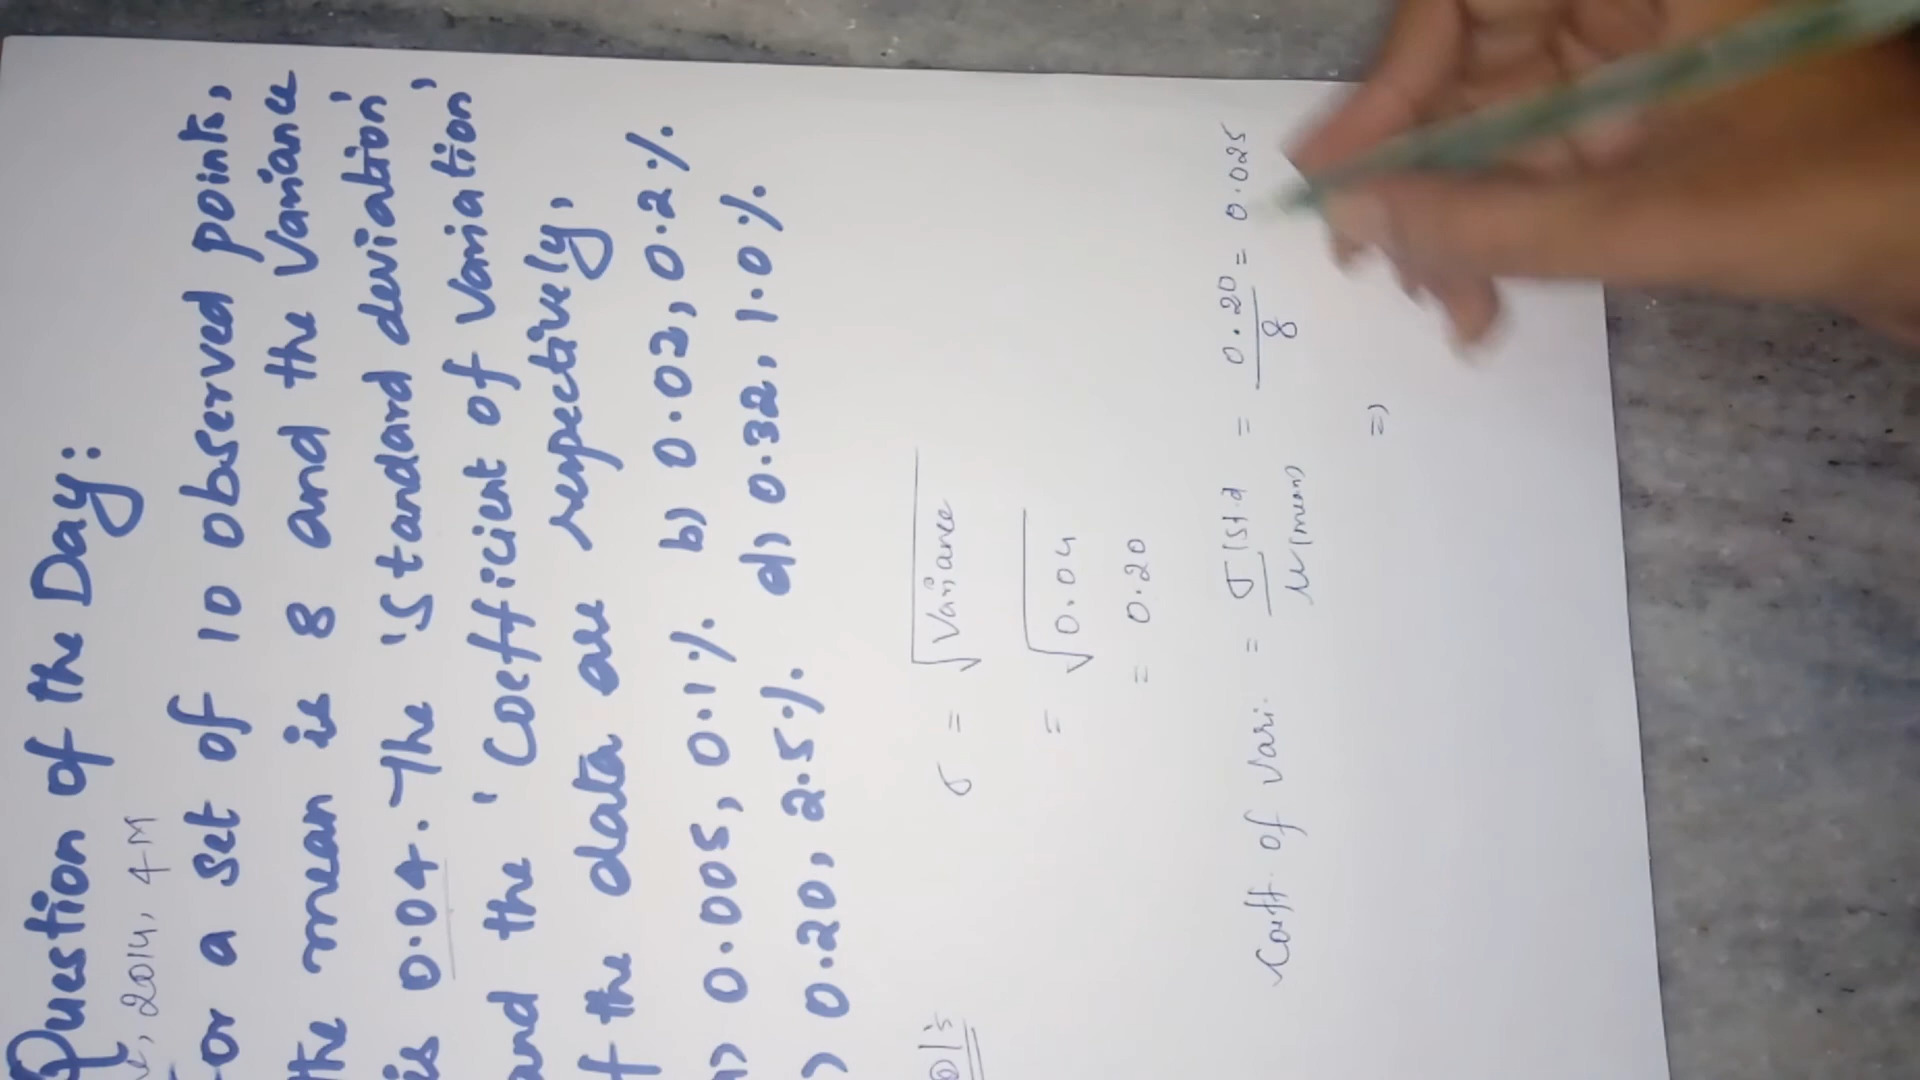 Question of the Day:
, 2014, 4M
or a set of 10 observed points,
the mean is 8 and the Variance
is 0.04. The 'Standard deviation'
and the 'Coefficient of Variation'
f the data are respectively,
) 0.005, 0.1%. b) 0.02, 0.2%.
) 0.20, 2.5%. d) 0.32, 1.0%.
ol's
σ = √Variance
= √0.04
= 0.20
Coeff. of Vari. = σ(st.d / μ(mean) = 0.20/8 = 0.025
=)